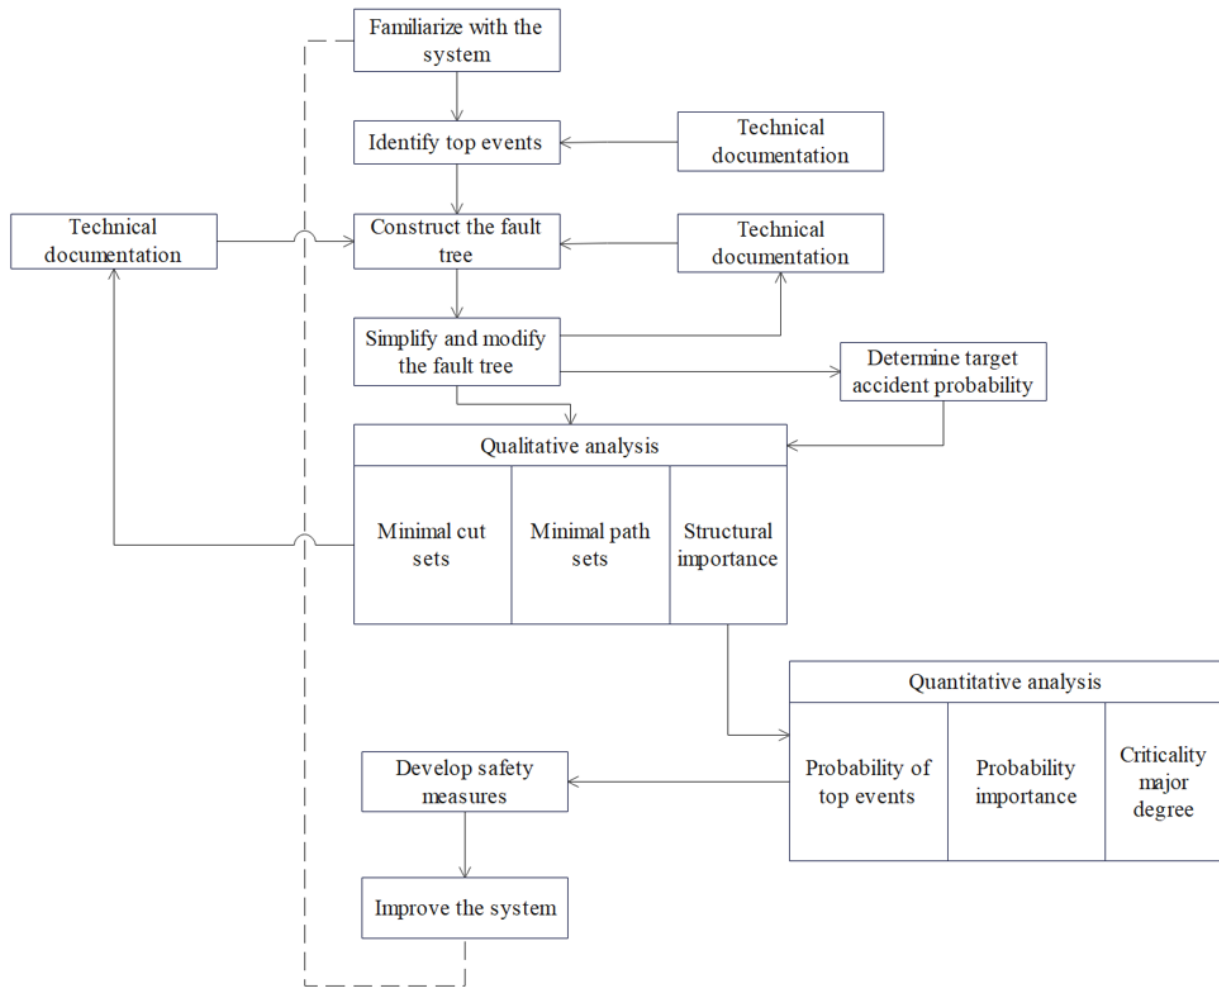 Familiarize with the
system
Identify top events
Technical
documentation
Technical
documentation
Construct the fault
tree
Technical
documentation
Simplify and modify
the fault tree
Determine target
accident probability
Qualitative analysis
Minimal cut
sets
Minimal path
sets
Structural
importance
Quantitative analysis
Probability of
top events
Probability
importance
Criticality
major
degree
Develop safety
measures
Improve the system